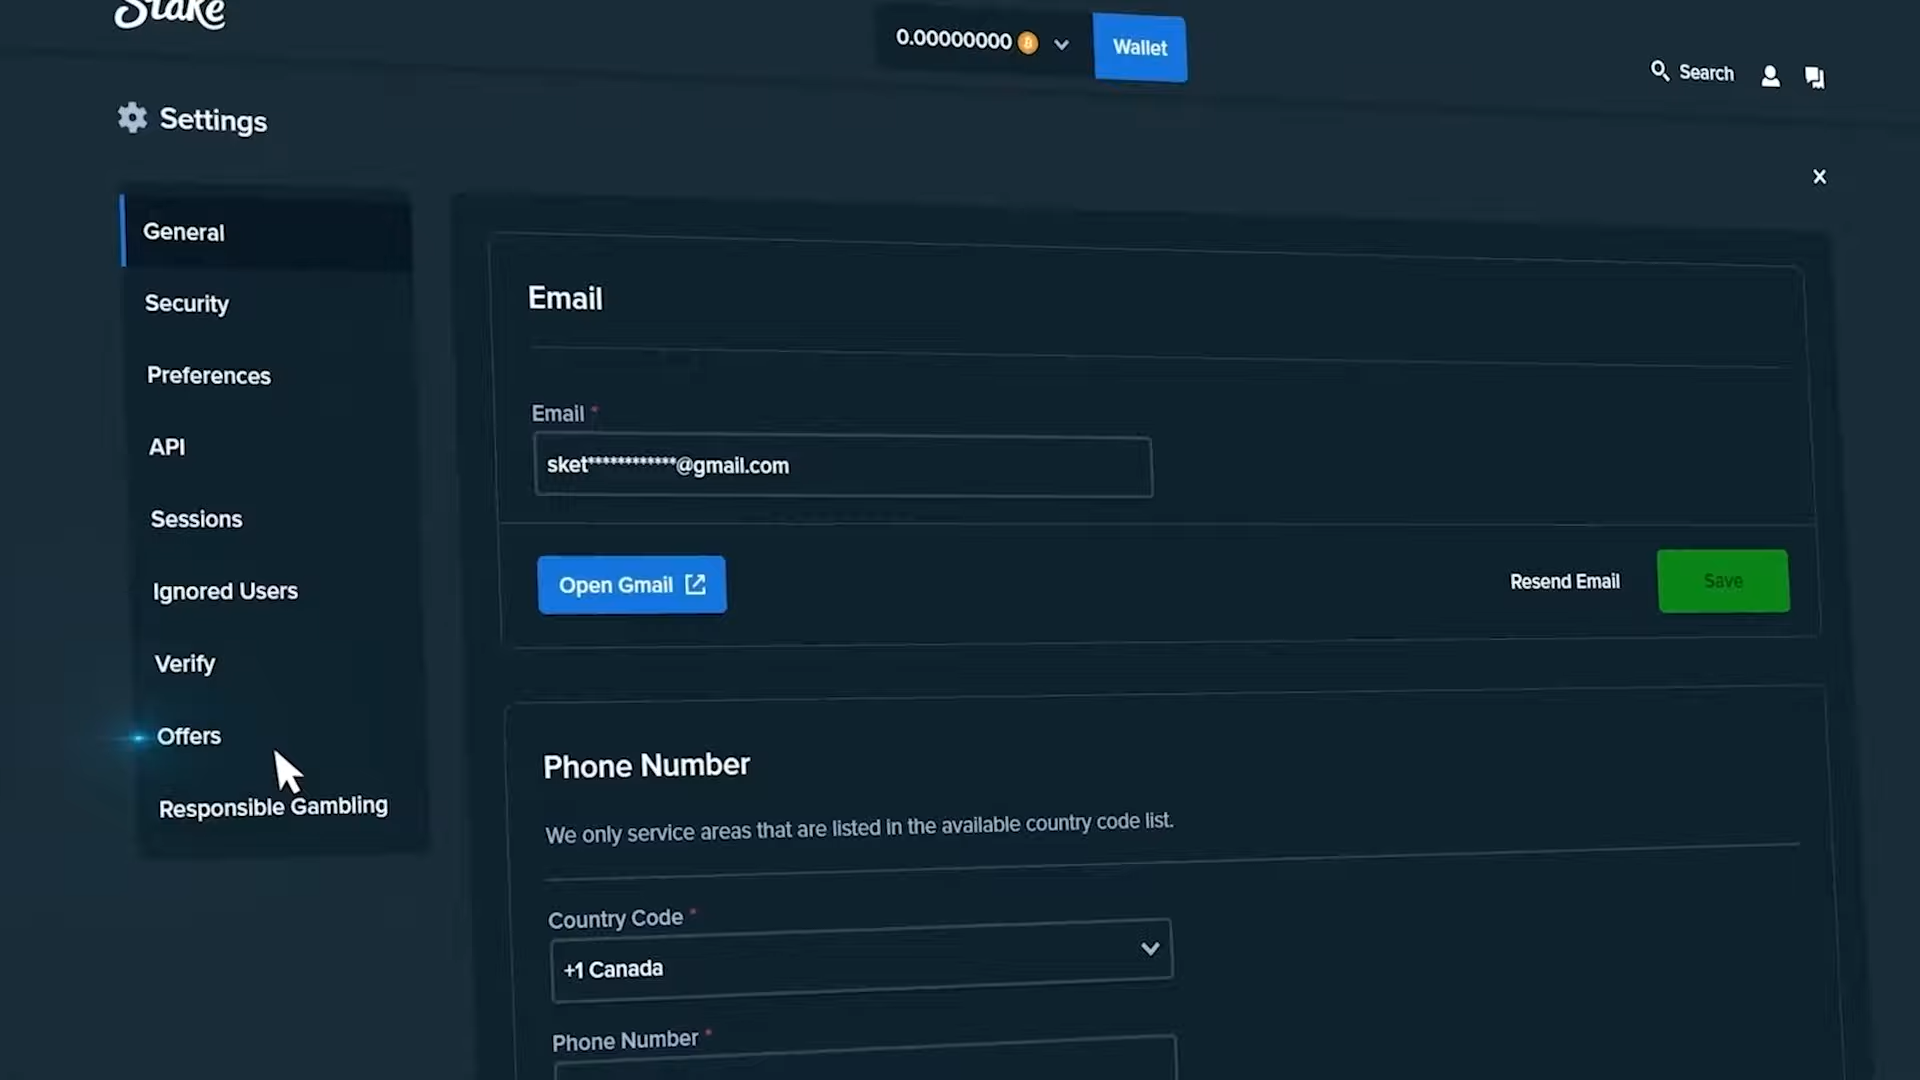 Stake
0.00000000
Wallet
Search
Settings
General
Security
Preferences
API
Sessions
Ignored Users
Verify
Offers
Responsible Gambling
Email
Email *
sket************@gmail.com
Open Gmail
Resend Email
Save
Phone Number
We only service areas that are listed in the available country code list.
Country Code *
+1 Canada
Phone Number *